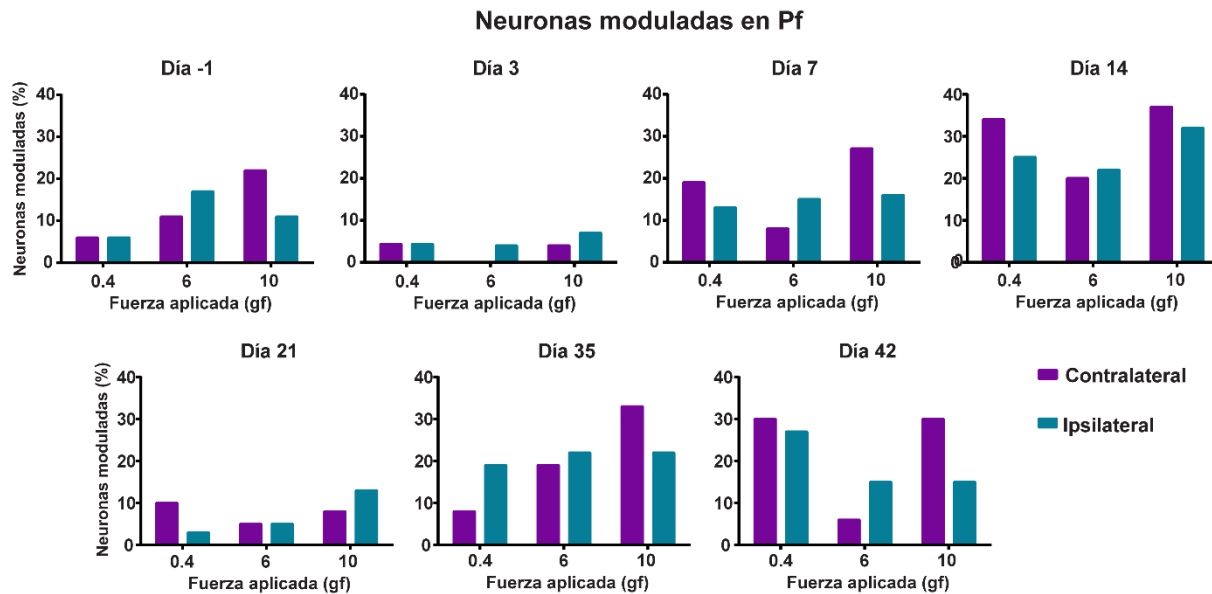 Neuronas moduladas en Pf
Día -1
Neuronas moduladas (%)
40
30
20
10
0
0.4 6 10
Fuerza aplicada (gf)
Día 3
40
30
20
10
0
0.4 6 10
Fuerza aplicada (gf)
Día 7
40
30
20
10
0
0.4 6 10
Fuerza aplicada (gf)
Día 14
40
30
20
10
0
0
0.4 6 10
Fuerza aplicada (gf)
Día 21
Neuronas moduladas (%)
40
30
20
10
0
0.4 6 10
Fuerza aplicada (gf)
Día 35
40
30
20
10
0
0.4 6 10
Fuerza aplicada (gf)
Día 42
40
30
20
10
0
0.4 6 10
Fuerza aplicada (gf)
Contralateral
Ipsilateral